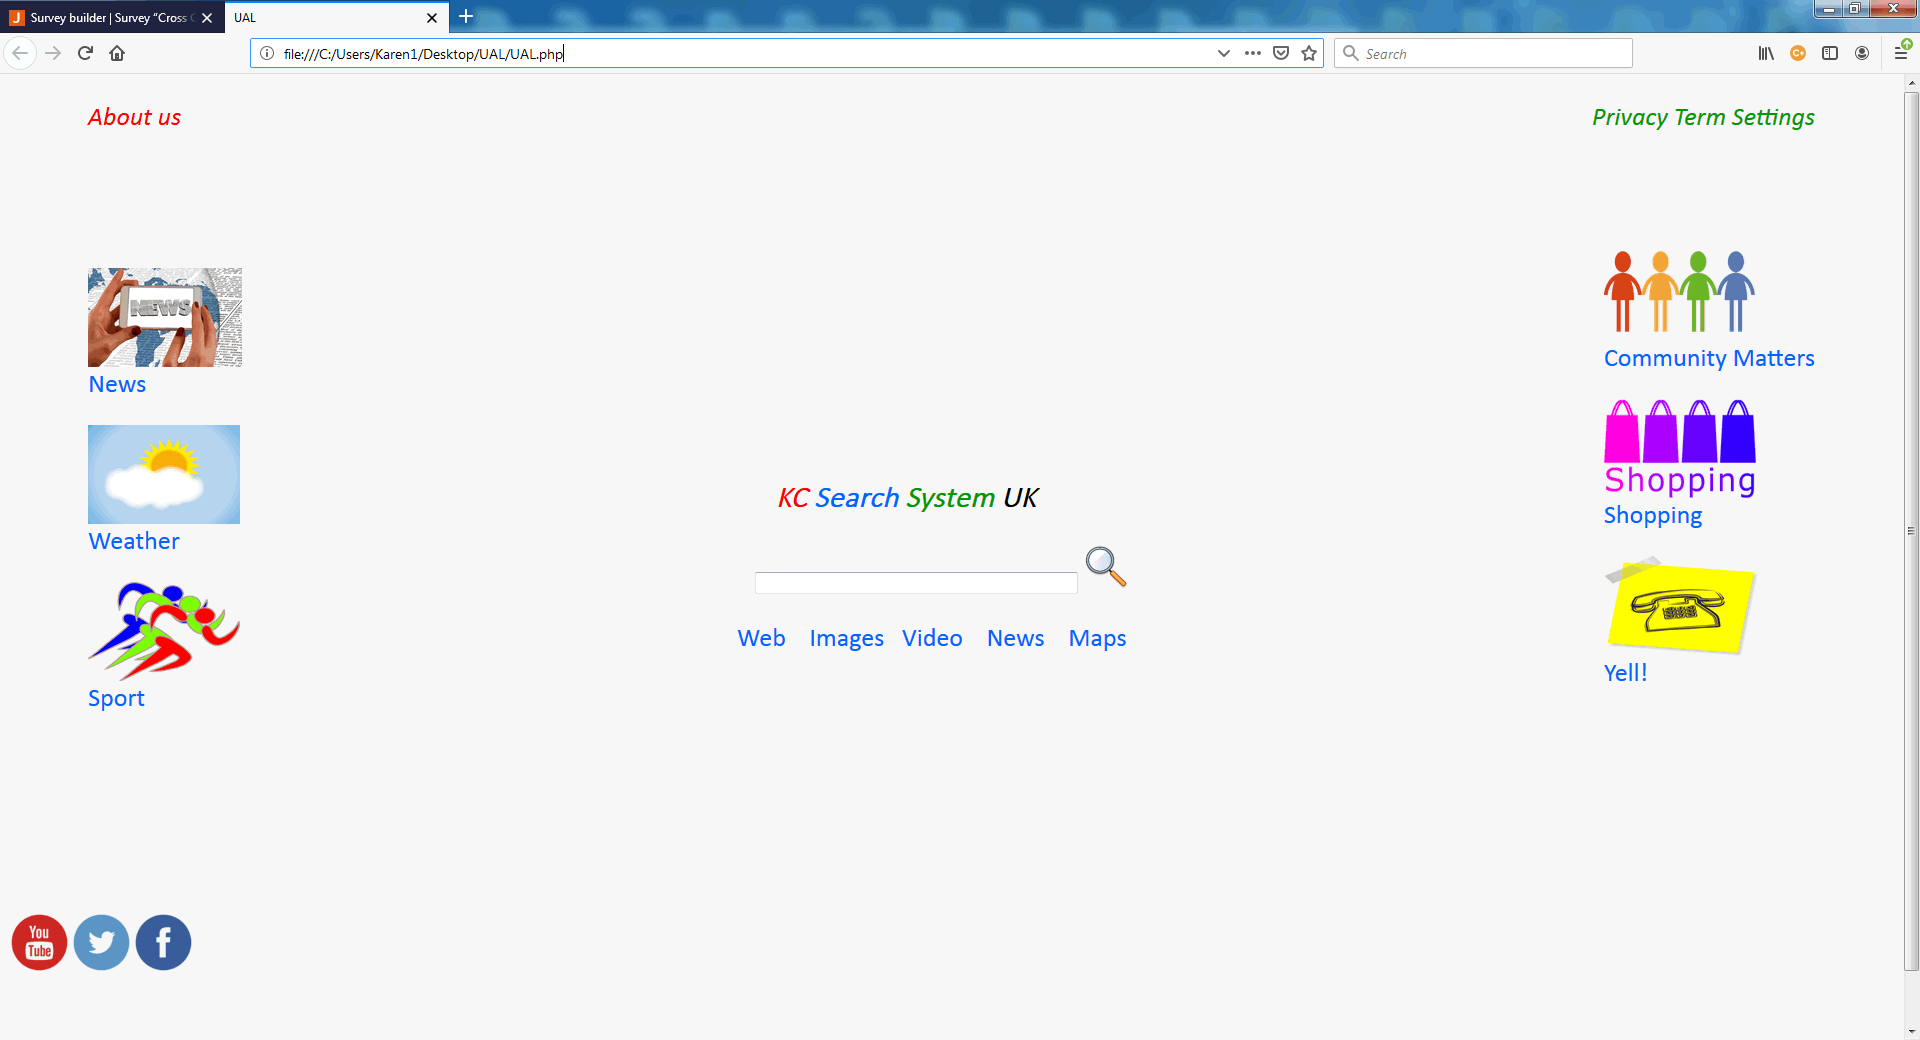 Survey builder | Survey "Cross
UAL
file:///C:/Users/Karen1/Desktop/UAL/UAL.php
Search
About us
Privacy Term Settings
NEWS
News
Community Matters
Weather
Shopping
Shopping
KC Search System UK
Web Images Video News Maps
Sport
Yell!
You
Tube